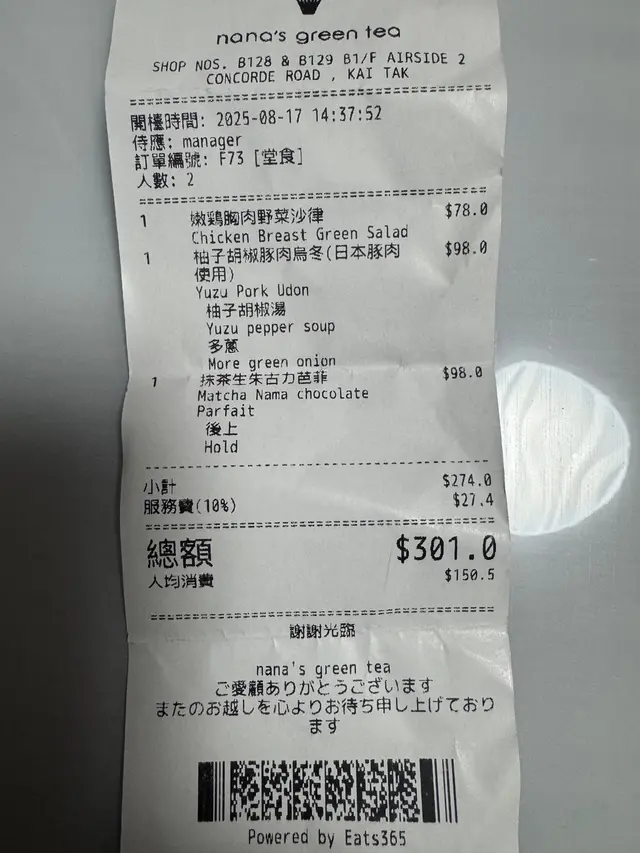 nana's green tea
SHOP NOS. B128 & B129 B1/F AIRSIDE 2
CONCORDE ROAD , KAI TAK
開檯時間: 2025-08-17 14:37:52
侍應: manager
訂單編號: F73 [堂食]
人數: 2
1 嫩鶏胸肉野菜沙律 $78.0
Chicken Breast Green Salad
1 柚子胡椒豚肉烏冬(日本豚肉 $98.0
使用)
Yuzu Pork Udon
柚子胡椒湯
Yuzu pepper soup
多蔥
More green onion
1 抹茶生朱古力芭菲 $98.0
Matcha Nama chocolate
Parfait
後上
Hold
小計 $274.0
服務費(10%) $27.4
總額 $301.0
人均消費 $150.5
謝謝光臨
nana's green tea
ご愛顧ありがとうございます
またのお越しを心よりお待ち申し上げており
ます
Powered by Eats365